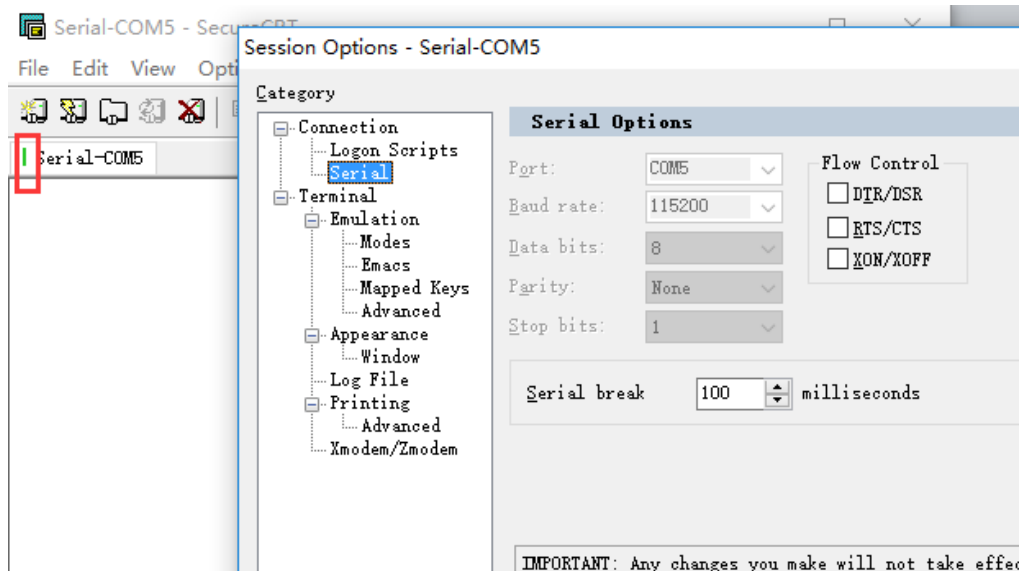 Serial-COM5 - SecureCRT
File Edit View Opti
Serial-COM5
Session Options - Serial-COM5
Category
Connection
Logon Scripts
Serial
Terminal
Emulation
Modes
Emacs
Mapped Keys
Advanced
Appearance
Window
Log File
Printing
Advanced
Xmodem/Zmodem
Serial Options
Port: COM5
Baud rate: 115200
Data bits: 8
Parity: None
Stop bits: 1
Flow Control
DTR/DSR
RTS/CTS
XON/XOFF
Serial break 100 milliseconds
IMPORTANT: Any changes you make will not take effec